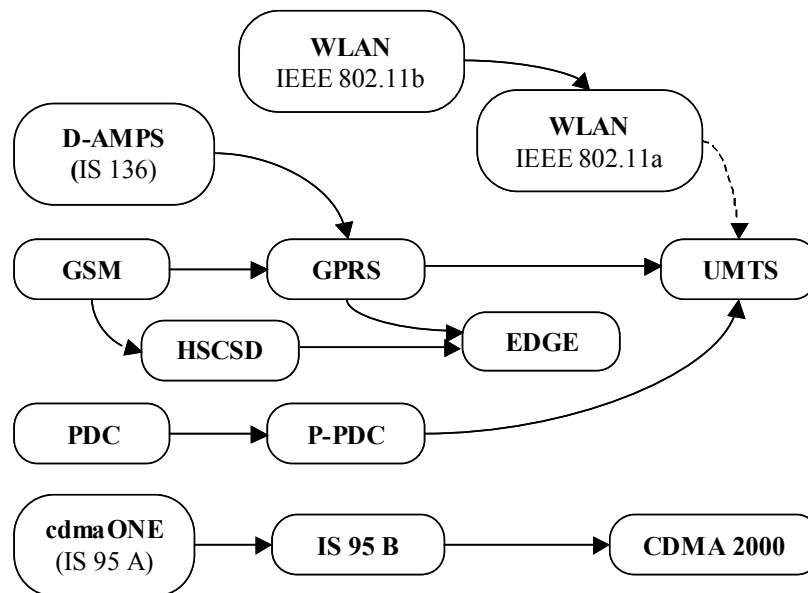 WLAN
IEEE 802.11b
WLAN
IEEE 802.11a
D-AMPS
(IS 136)
GSM
GPRS
UMTS
HSCSD
EDGE
PDC
P-PDC
cdmaONE
(IS 95 A)
IS 95 B
CDMA 2000